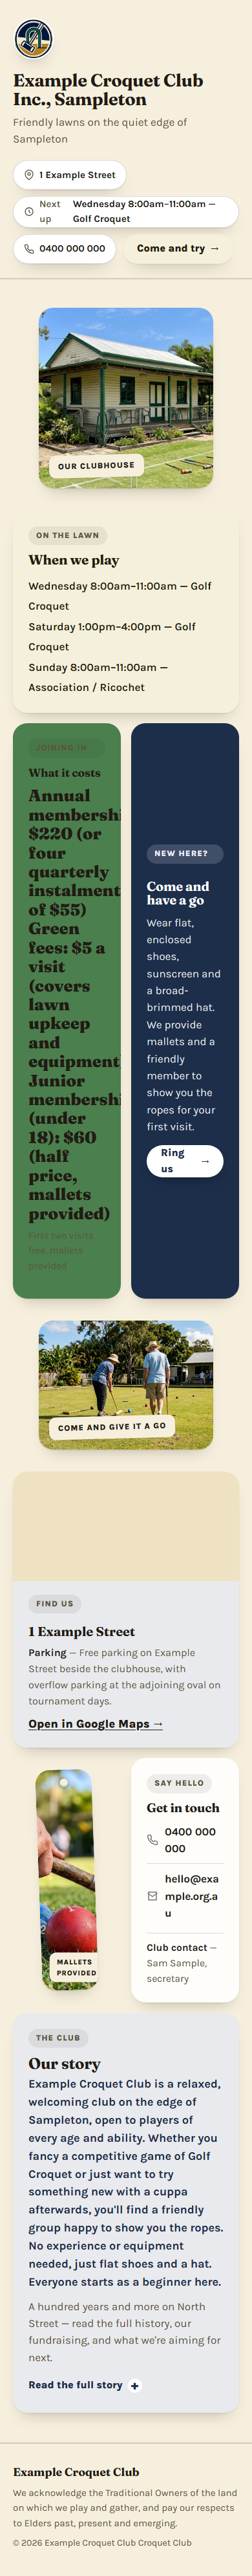 Example Croquet Club
Inc., Sampleton
Friendly lawns on the quiet edge of
Sampleton
1 Example Street
Next
up
Wednesday 8:00am–11:00am —
Golf Croquet
0400 000 000
Come and try →
OUR CLUBHOUSE
ON THE LAWN
When we play
Wednesday 8:00am–11:00am — Golf
Croquet
Saturday 1:00pm–4:00pm — Golf
Croquet
Sunday 8:00am–11:00am —
Association / Ricochet
JOINING IN
What it costs
Annual
membershi
$220 (or
four
quarterly
instalment
of $55)
Green
fees: $5 a
visit
(covers
lawn
upkeep
and
equipment
Junior
membershi
(under
18): $60
(half
price,
mallets
provided)
First two visits
free, mallets
provided
NEW HERE?
Come and
have a go
Wear flat,
enclosed
shoes,
sunscreen and
a broad-
brimmed hat.
We provide
mallets and a
friendly
member to
show you the
ropes for your
first visit.
Ring
us
→
COME AND GIVE IT A GO
FIND US
1 Example Street
Parking — Free parking on Example
Street beside the clubhouse, with
overflow parking at the adjoining oval on
tournament days.
Open in Google Maps →
MALLETS
PROVIDED
SAY HELLO
Get in touch
0400 000
000
hello@exa
mple.org.a
u
Club contact —
Sam Sample,
secretary
THE CLUB
Our story
Example Croquet Club is a relaxed,
welcoming club on the edge of
Sampleton, open to players of
every age and ability. Whether you
fancy a competitive game of Golf
Croquet or just want to try
something new with a cuppa
afterwards, you'll find a friendly
group happy to show you the ropes.
No experience or equipment
needed, just flat shoes and a hat.
Everyone starts as a beginner here.
A hundred years and more on North
Street — read the full history, our
fundraising, and what we're aiming for
next.
Read the full story +
Example Croquet Club
We acknowledge the Traditional Owners of the land
on which we play and gather, and pay our respects
to Elders past, present and emerging.
© 2026 Example Croquet Club Croquet Club